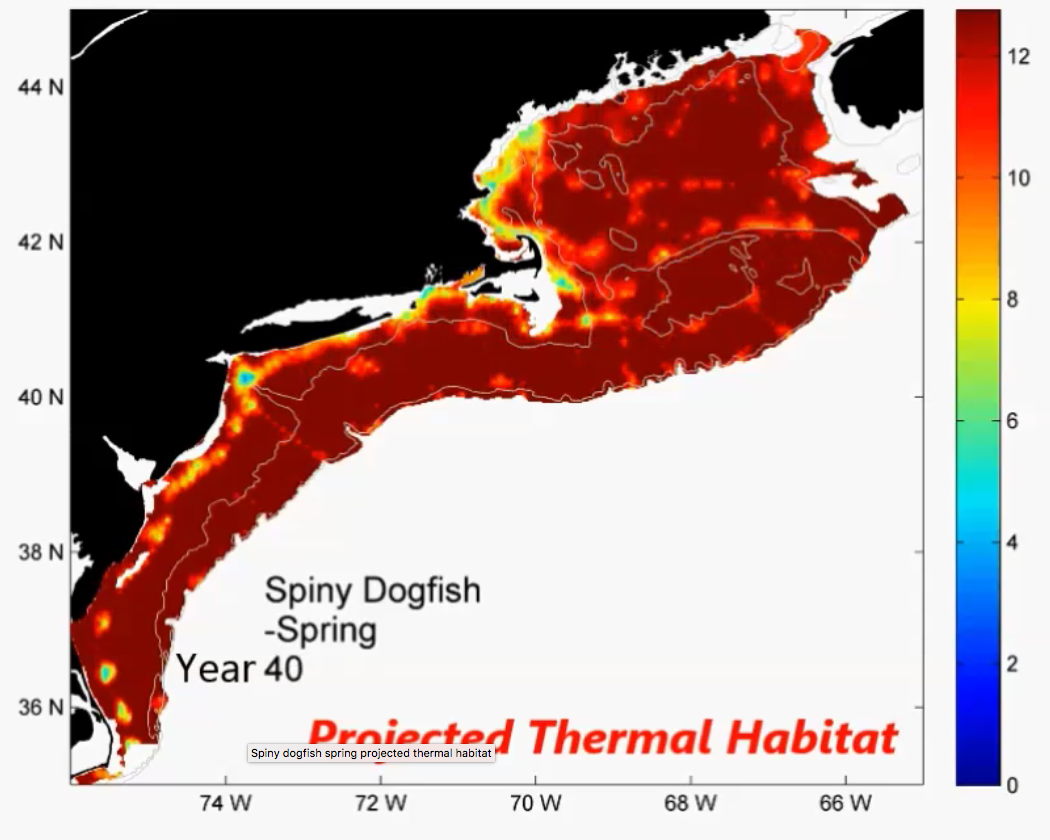 44 N
42 N
40 N
38 N
36 N
74 W
72 W
70 W
68 W
66 W
12
10
8
6
4
2
0
Spiny Dogfish
-Spring
Year 40
Projected Thermal Habitat
Spiny dogfish spring projected thermal habitat